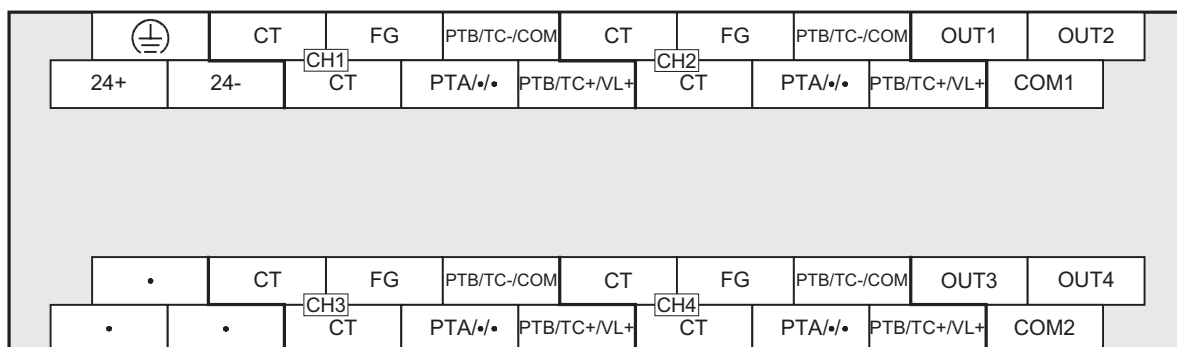 CT FG PTB/TC-/COM CT FG PTB/TC-/COM OUT1 OUT2
CH1 CH2
24+ 24- CT PTA/•/• PTB/TC+/VL+ CT PTA/•/• PTB/TC+/VL+ COM1
• CT FG PTB/TC-/COM CT FG PTB/TC-/COM OUT3 OUT4
CH3 CH4
• • CT PTA/•/• PTB/TC+/VL+ CT PTA/•/• PTB/TC+/VL+ COM2